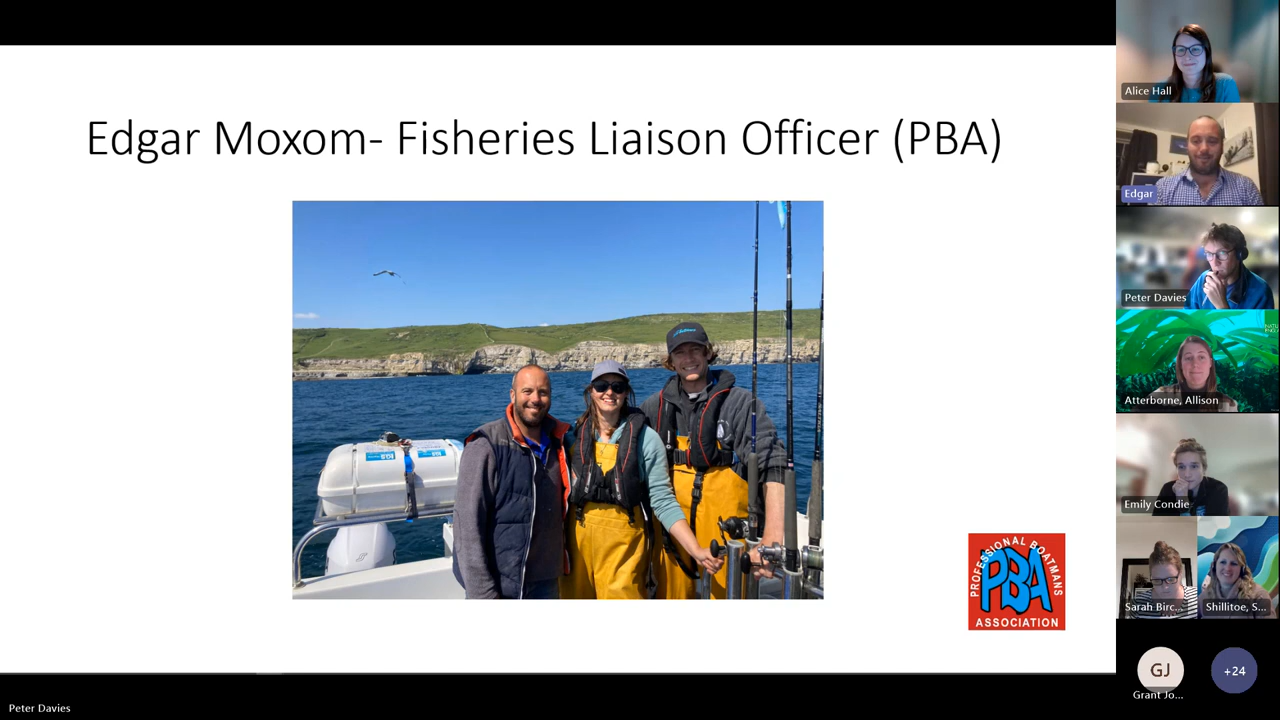 Edgar Moxom- Fisheries Liaison Officer (PBA)
PROFESSIONAL BOATMANS
PBA
ASSOCIATION
Alice Hall
Edgar
Peter Davies
Atterborne, Allison
Emily Condie
Sarah Birc...
Shillitoe, S...
GJ
Grant Jo...
+24
Peter Davies